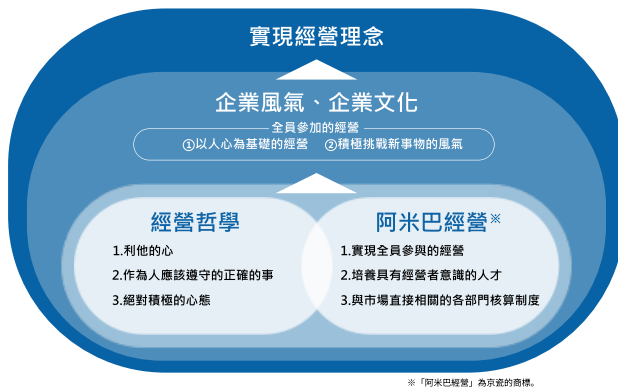 實現經營理念
企業風氣、企業文化
全員參加的經營
①以人心為基礎的經營 ②積極挑戰新事物的風氣
經營哲學
1.利他的心
2.作為人應該遵守的正確的事
3.絕對積極的心態
阿米巴經營※
1.實現全員參與的經營
2.培養具有經營者意識的人才
3.與市場直接相關的各部門核算制度
※「阿米巴經營」為京瓷的商標。